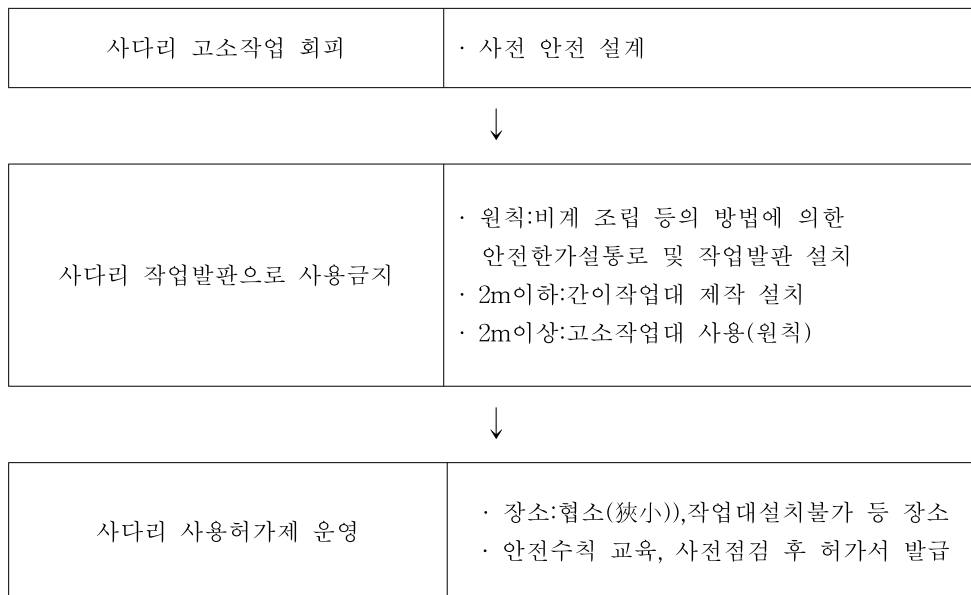 사다리 고소작업 회피
· 사전 안전 설계
↓
사다리 작업발판으로 사용금지
· 원칙:비계 조립 등의 방법에 의한
안전한가설통로 및 작업발판 설치
· 2m이하:간이작업대 제작 설치
· 2m이상:고소작업대 사용(원칙)
↓
사다리 사용허가제 운영
· 장소:협소(狹小)),작업대설치불가 등 장소
· 안전수칙 교육, 사전점검 후 허가서 발급